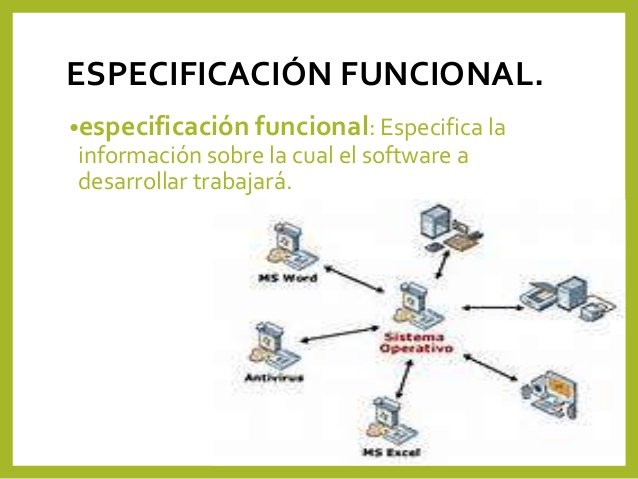 ESPECIFICACIÓN FUNCIONAL.
•especificación funcional: Especifica la
información sobre la cual el software a
desarrollar trabajará.
MS Word
Sistema
Operativo
Antivirus
MS Excel